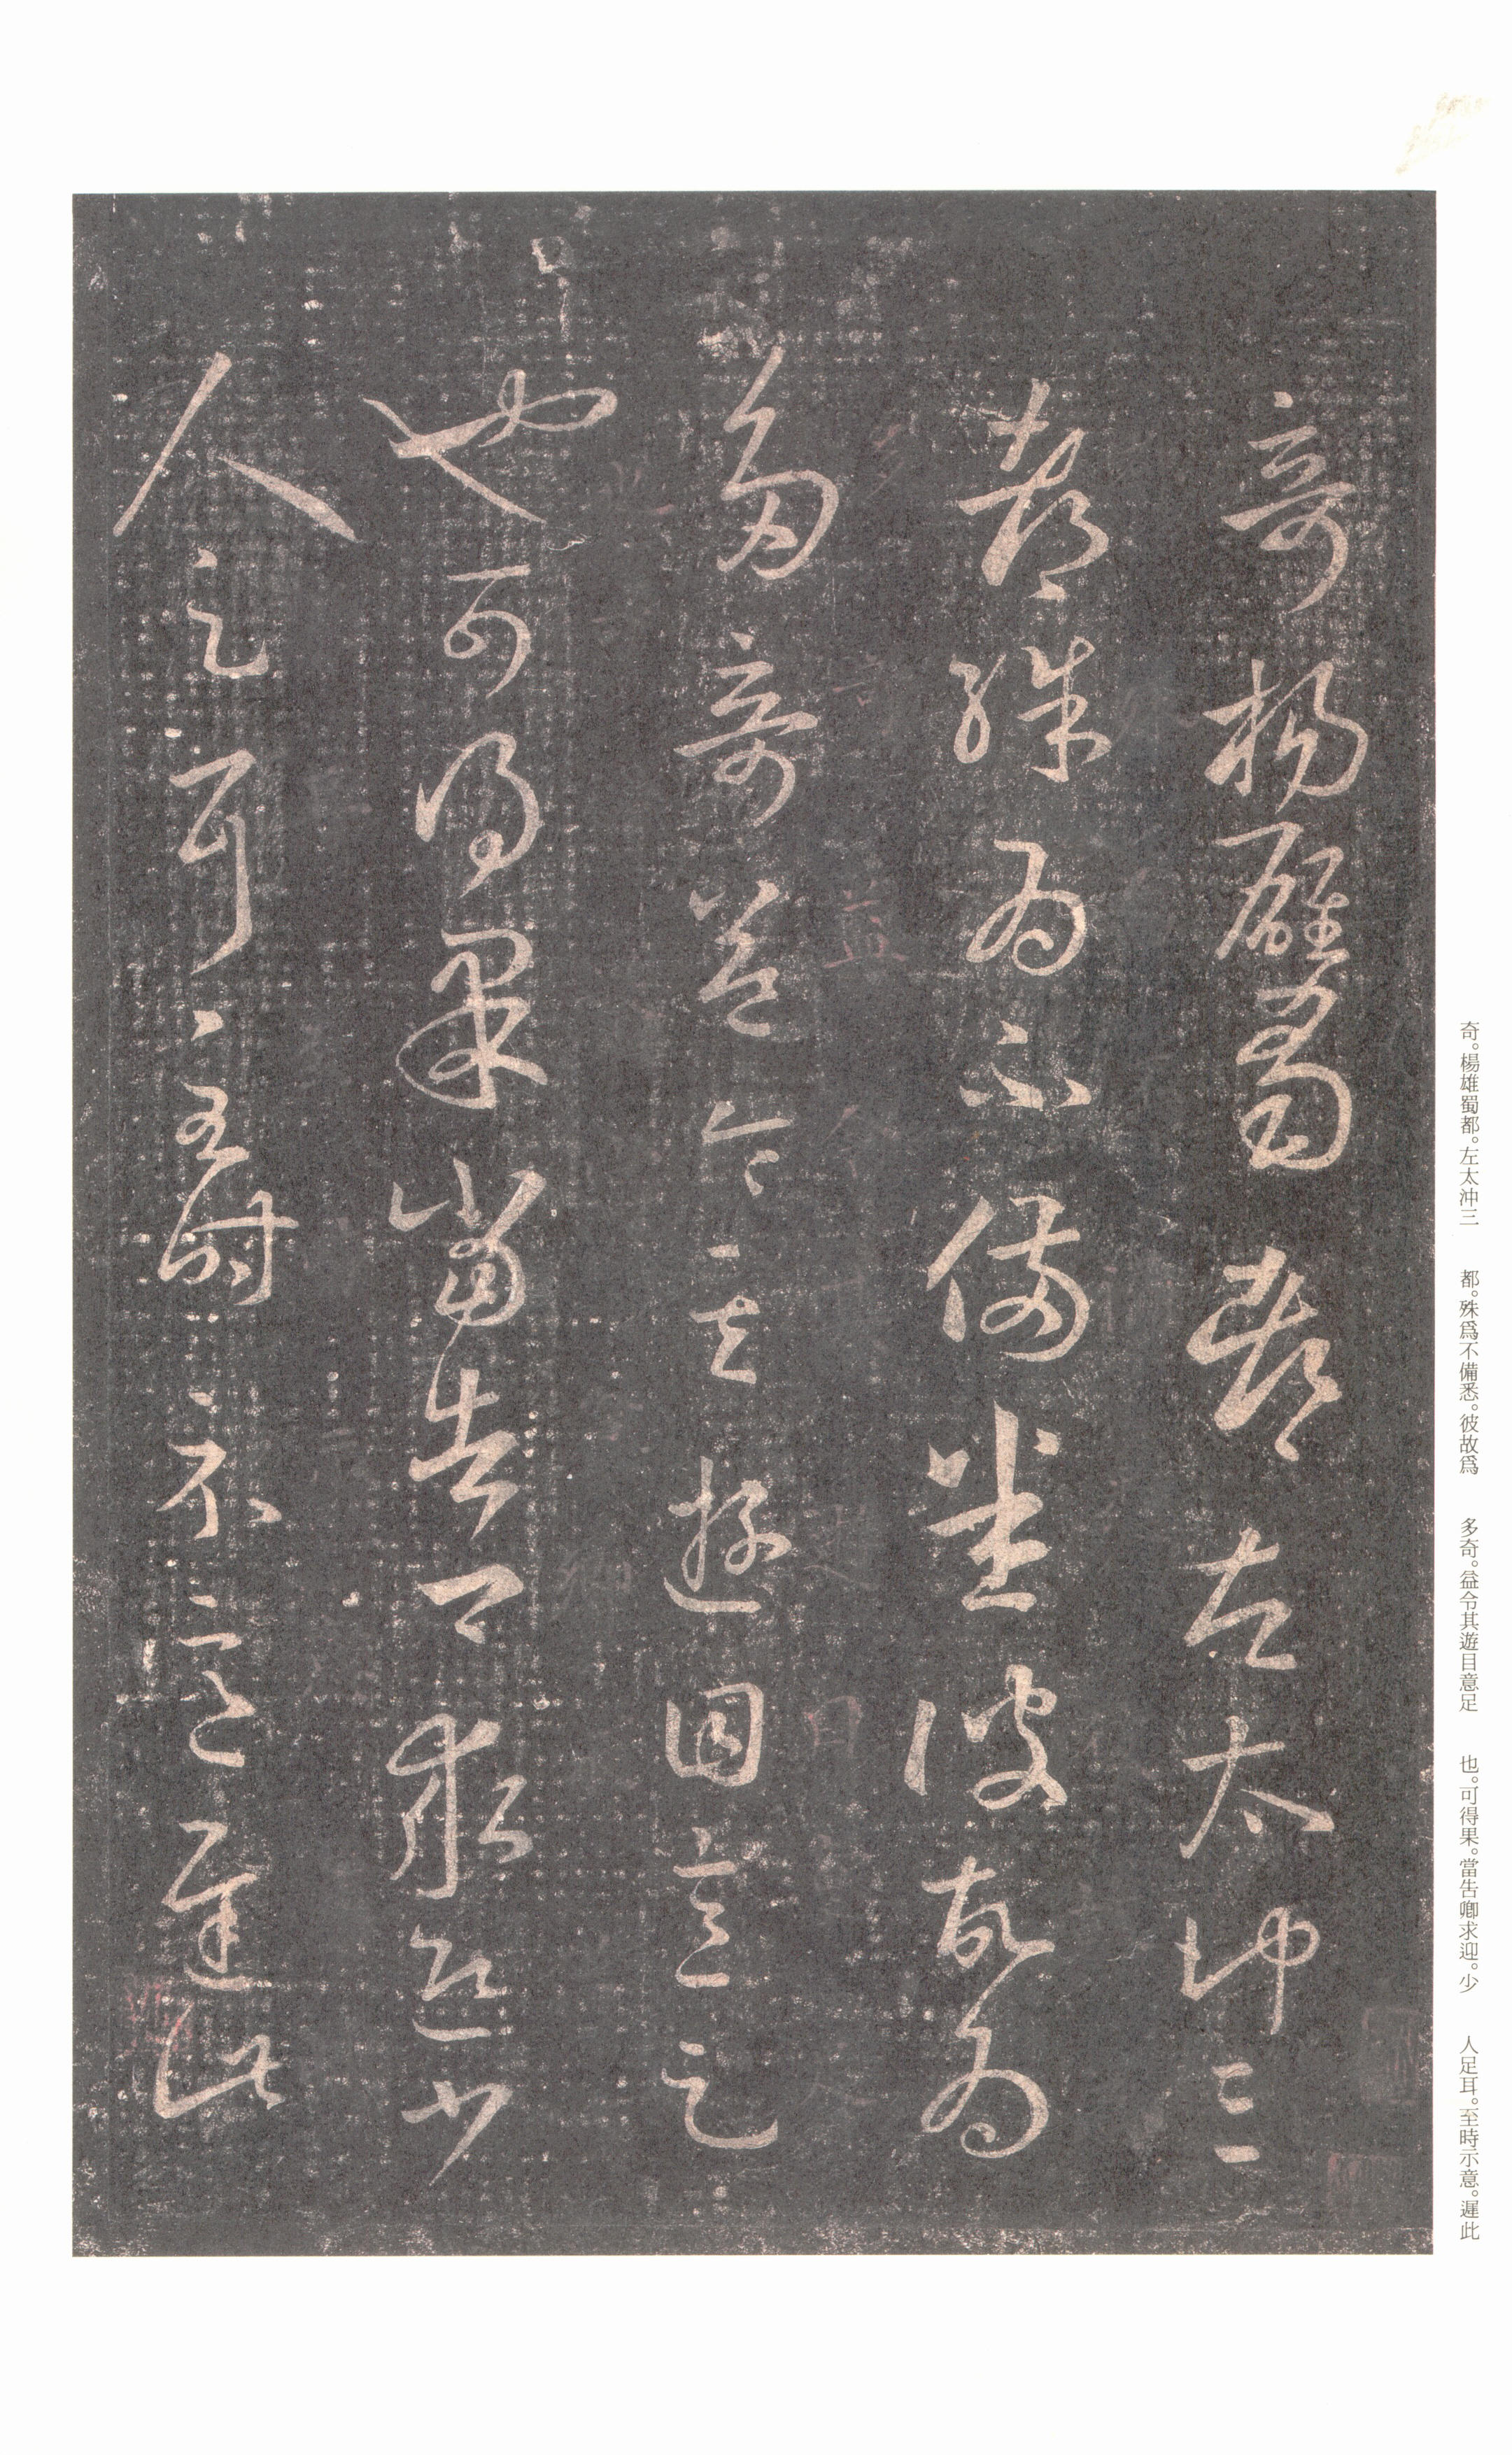 奇楊雄蜀都左太沖三
都殊為不備悉彼故為
多奇益令其遊目意足
也可得果當告卿求迎少
人足耳至時示意遲此
奇。楊雄蜀都。左太沖三
都。殊爲不備悉。彼故爲
多奇。益令其遊目意足
也。可得果。當告卿求迎。少
人足耳。至時示意。遲此